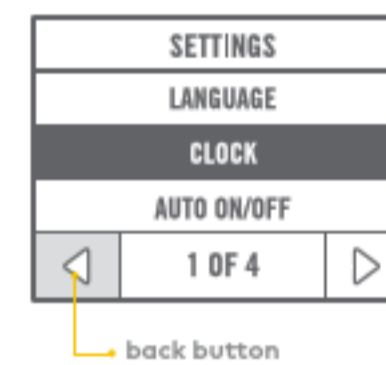 SETTINGS
LANGUAGE
CLOCK
AUTO ON/OFF
1 OF 4
back button